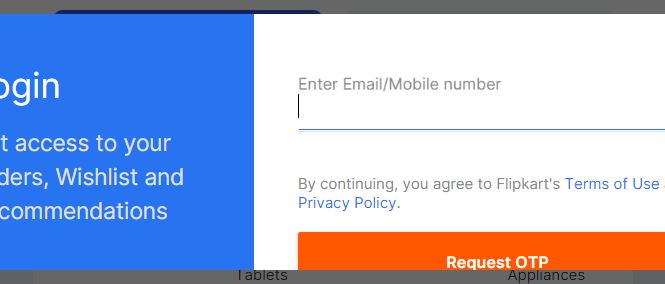 ogin
Enter Email/Mobile number
t access to your
ders, Wishlist and
commendations
By continuing, you agree to Flipkart's Terms of Use
Privacy Policy.
Request OTP
Tablets
Appliances